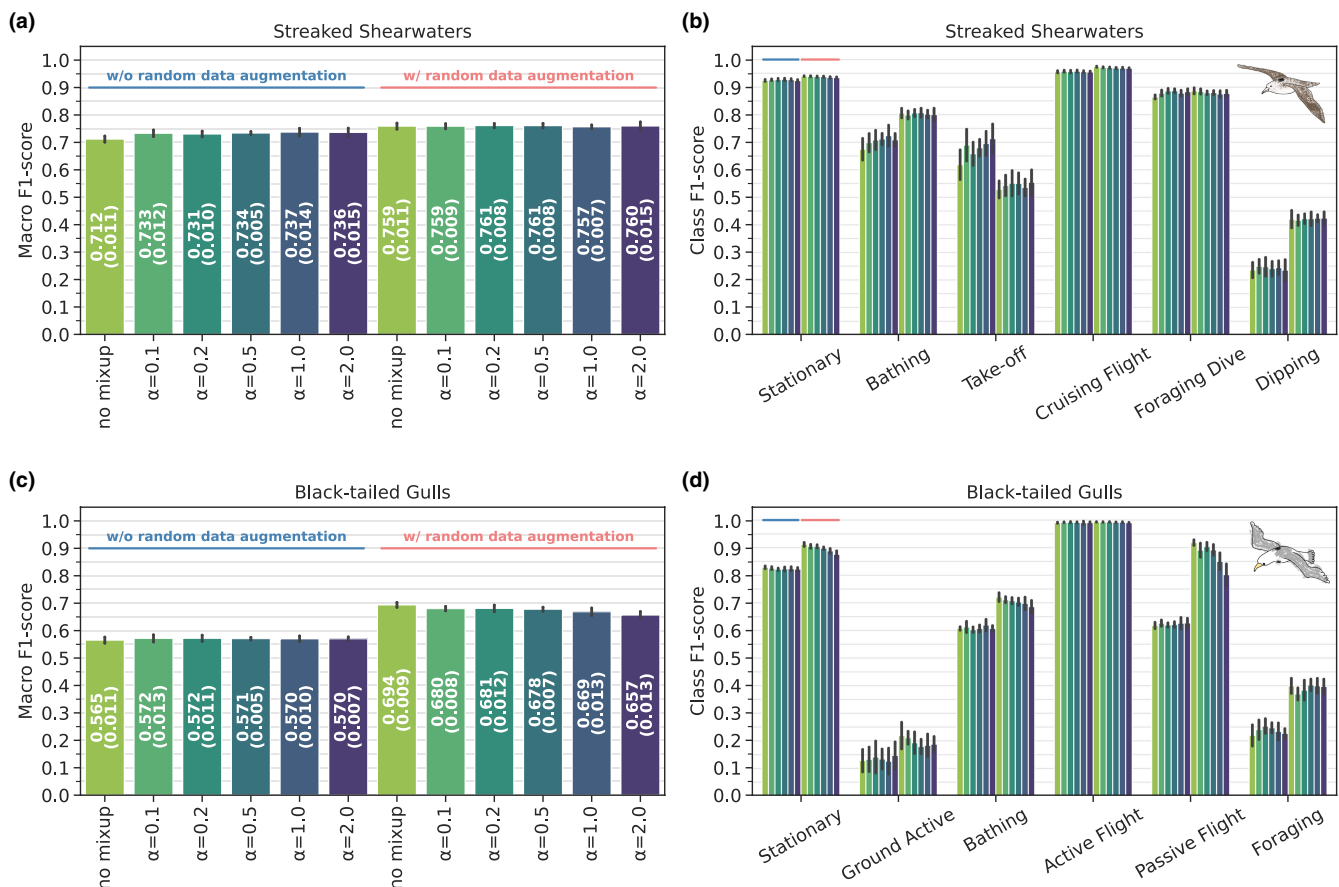 (a)
Streaked Shearwaters
Macro F1-score
1.0
0.9
0.8
0.7
0.6
0.5
0.4
0.3
0.2
0.1
0.0
w/o random data augmentation
w/ random data augmentation
0.712
(0.011)
0.733
(0.012)
0.731
(0.010)
0.734
(0.005)
0.737
(0.014)
0.736
(0.015)
0.759
(0.011)
0.759
(0.009)
0.761
(0.008)
0.761
(0.008)
0.757
(0.007)
0.760
(0.015)
no mixup
α=0.1
α=0.2
α=0.5
α=1.0
α=2.0
no mixup
α=0.1
α=0.2
α=0.5
α=1.0
α=2.0
(b)
Streaked Shearwaters
Class F1-score
1.0
0.9
0.8
0.7
0.6
0.5
0.4
0.3
0.2
0.1
0.0
Stationary
Bathing
Take-off
Cruising Flight
Foraging Dive
Dipping
(c)
Black-tailed Gulls
Macro F1-score
1.0
0.9
0.8
0.7
0.6
0.5
0.4
0.3
0.2
0.1
0.0
w/o random data augmentation
w/ random data augmentation
0.565
(0.011)
0.572
(0.013)
0.572
(0.011)
0.571
(0.005)
0.570
(0.010)
0.570
(0.007)
0.694
(0.009)
0.680
(0.008)
0.681
(0.012)
0.678
(0.007)
0.669
(0.013)
0.657
(0.013)
no mixup
α=0.1
α=0.2
α=0.5
α=1.0
α=2.0
no mixup
α=0.1
α=0.2
α=0.5
α=1.0
α=2.0
(d)
Black-tailed Gulls
Class F1-score
1.0
0.9
0.8
0.7
0.6
0.5
0.4
0.3
0.2
0.1
0.0
Stationary
Ground Active
Bathing
Active Flight
Passive Flight
Foraging